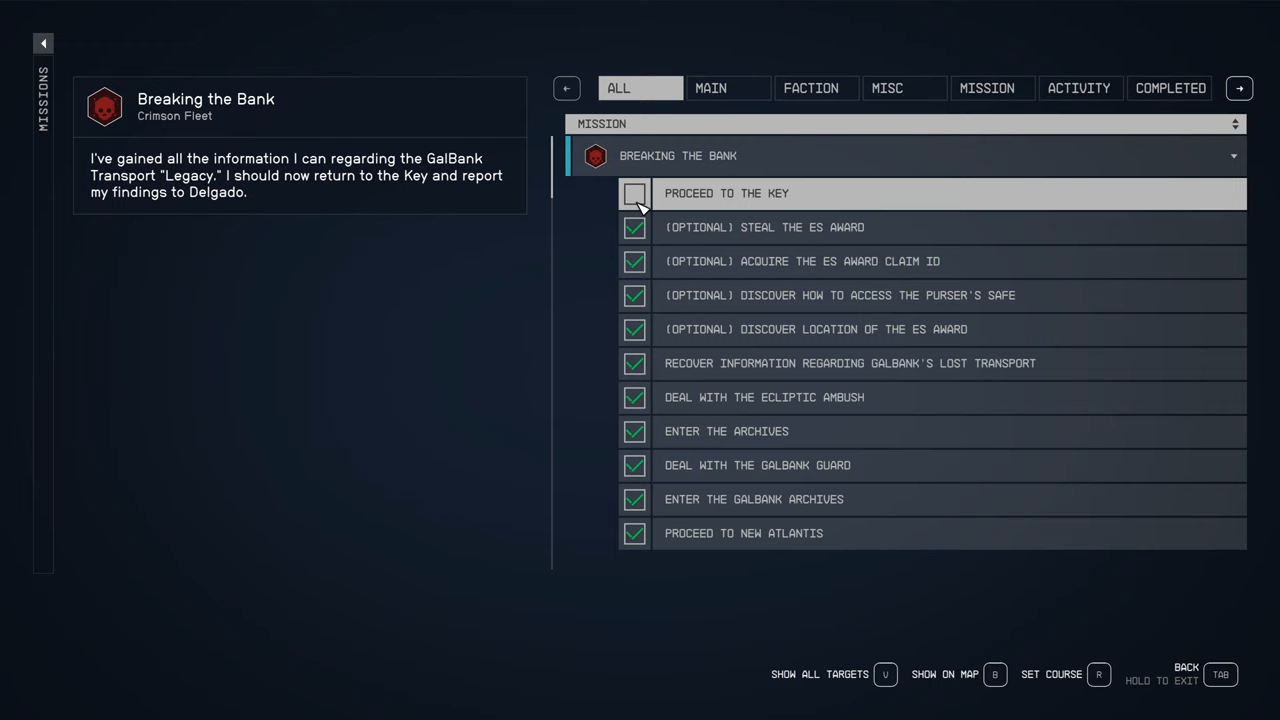 MISSIONS
Breaking the Bank
Crimson Fleet
I've gained all the information I can regarding the GalBank
Transport "Legacy." I should now return to the Key and report
my findings to Delgado.
ALL
MAIN
FACTION
MISC
MISSION
ACTIVITY
COMPLETED
MISSION
BREAKING THE BANK
PROCEED TO THE KEY
(OPTIONAL) STEAL THE ES AWARD
(OPTIONAL) ACQUIRE THE ES AWARD CLAIM ID
(OPTIONAL) DISCOVER HOW TO ACCESS THE PURSER'S SAFE
(OPTIONAL) DISCOVER LOCATION OF THE ES AWARD
RECOVER INFORMATION REGARDING GALBANK'S LOST TRANSPORT
DEAL WITH THE ECLIPTIC AMBUSH
ENTER THE ARCHIVES
DEAL WITH THE GALBANK GUARD
ENTER THE GALBANK ARCHIVES
PROCEED TO NEW ATLANTIS
SHOW ALL TARGETS V
SHOW ON MAP B
SET COURSE R
BACK
HOLD TO EXIT
TAB